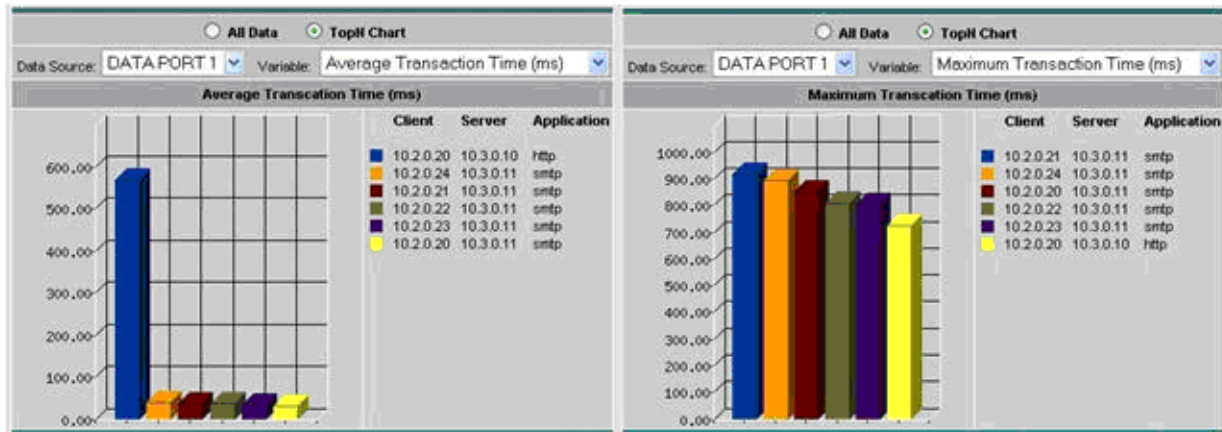 All Data TopN Chart
Data Source: DATA PORT 1 Variable: Average Transaction Time (ms)
Average Transcation Time (ms)
Client Server Application
10.2.0.20 10.3.0.10 http
10.2.0.24 10.3.0.11 smtp
10.2.0.21 10.3.0.11 smtp
10.2.0.22 10.3.0.11 smtp
10.2.0.23 10.3.0.11 smtp
10.2.0.20 10.3.0.11 smtp
600.00
500.00
400.00
300.00
200.00
100.00
0.00
All Data TopN Chart
Data Source: DATA PORT 1 Variable: Maximum Transaction Time (ms)
Maximum Transcation Time (ms)
Client Server Application
10.2.0.21 10.3.0.11 smtp
10.2.0.24 10.3.0.11 smtp
10.2.0.20 10.3.0.11 smtp
10.2.0.22 10.3.0.11 smtp
10.2.0.23 10.3.0.11 smtp
10.2.0.20 10.3.0.10 http
1000.00
900.00
800.00
700.00
600.00
500.00
400.00
300.00
200.00
100.00
0.00